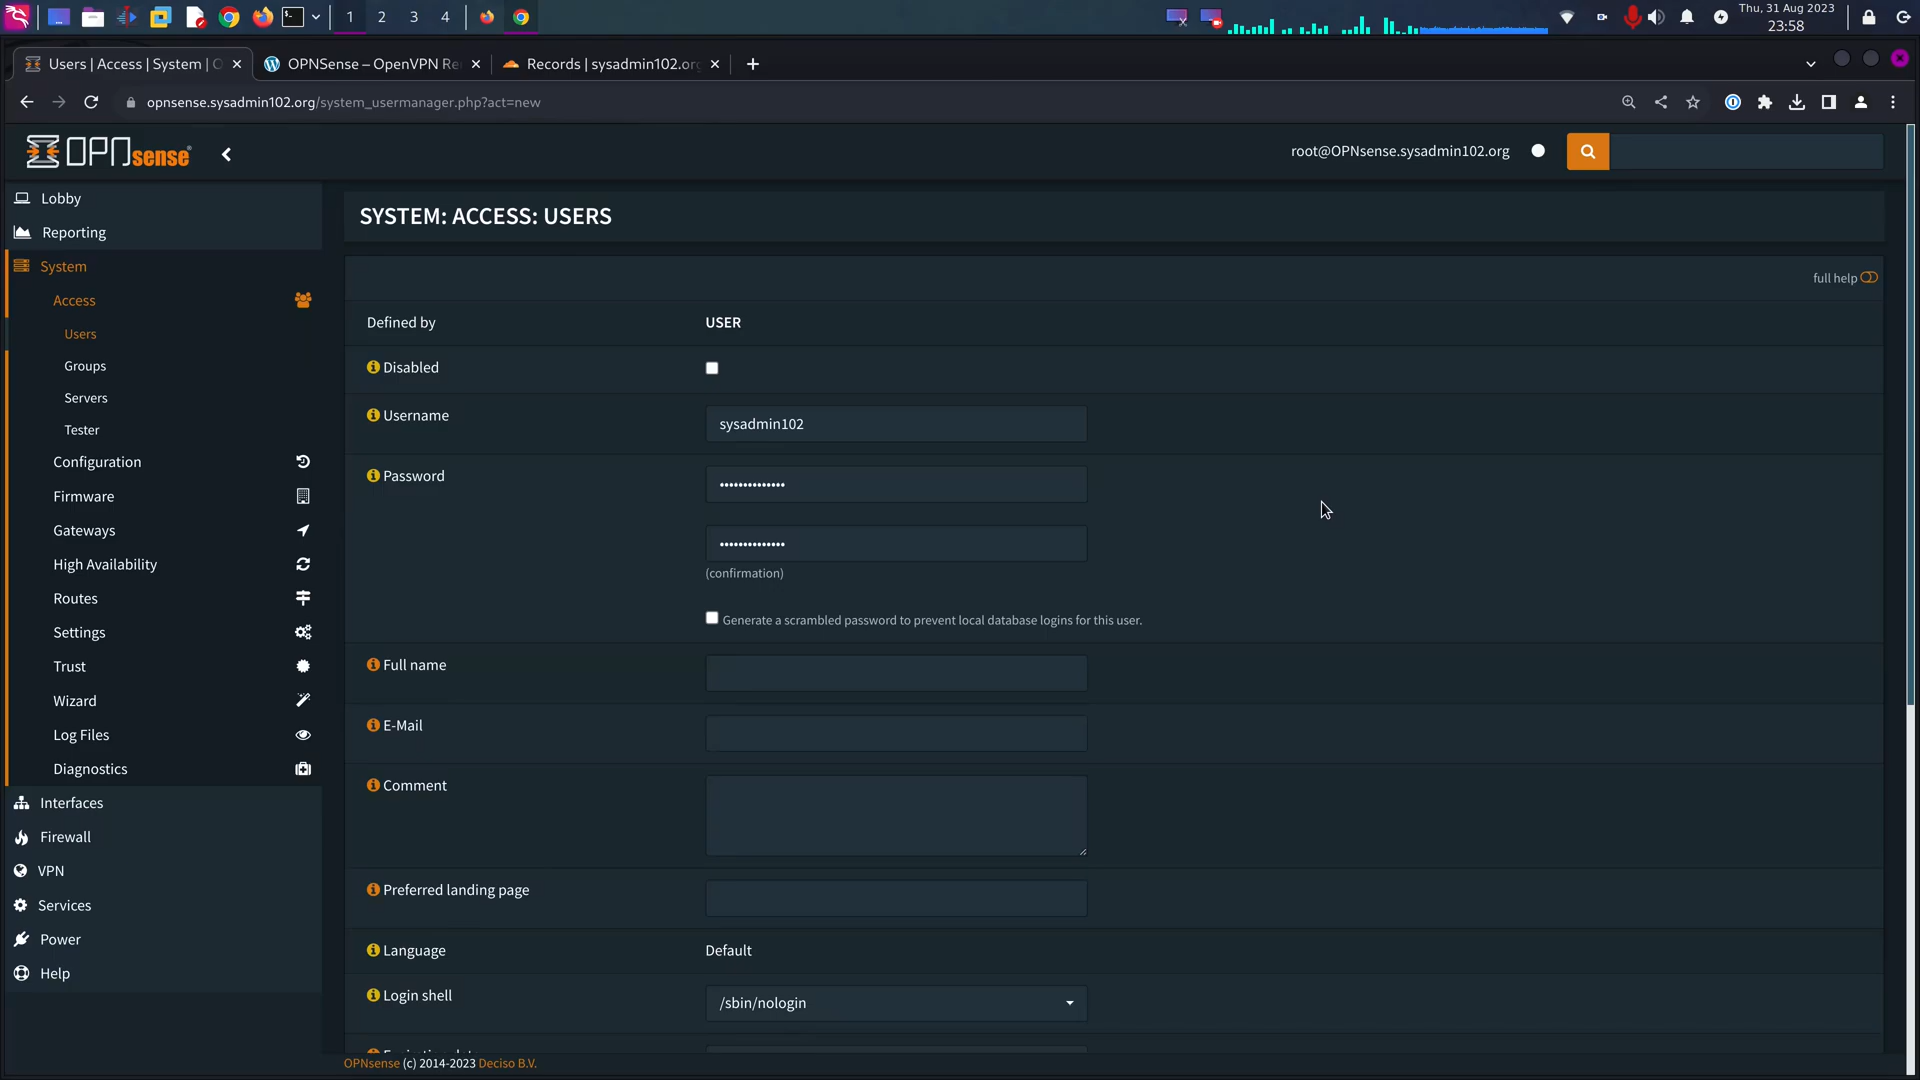 1 2 3 4
Thu, 31 Aug 2023
23:58
Users | Access | System | O
OPNSense – OpenVPN Re
Records | sysadmin102.or
opnsense.sysadmin102.org/system_usermanager.php?act=new
OPNsense
root@OPNsense.sysadmin102.org
Lobby
Reporting
System
Access
Users
Groups
Servers
Tester
Configuration
Firmware
Gateways
High Availability
Routes
Settings
Trust
Wizard
Log Files
Diagnostics
Interfaces
Firewall
VPN
Services
Power
Help
SYSTEM: ACCESS: USERS
full help
Defined by
USER
Disabled
Username
sysadmin102
Password
••••••••••••••
••••••••••••••
(confirmation)
Generate a scrambled password to prevent local database logins for this user.
Full name
E-Mail
Comment
Preferred landing page
Language
Default
Login shell
/sbin/nologin
OPNsense (c) 2014-2023 Deciso B.V.